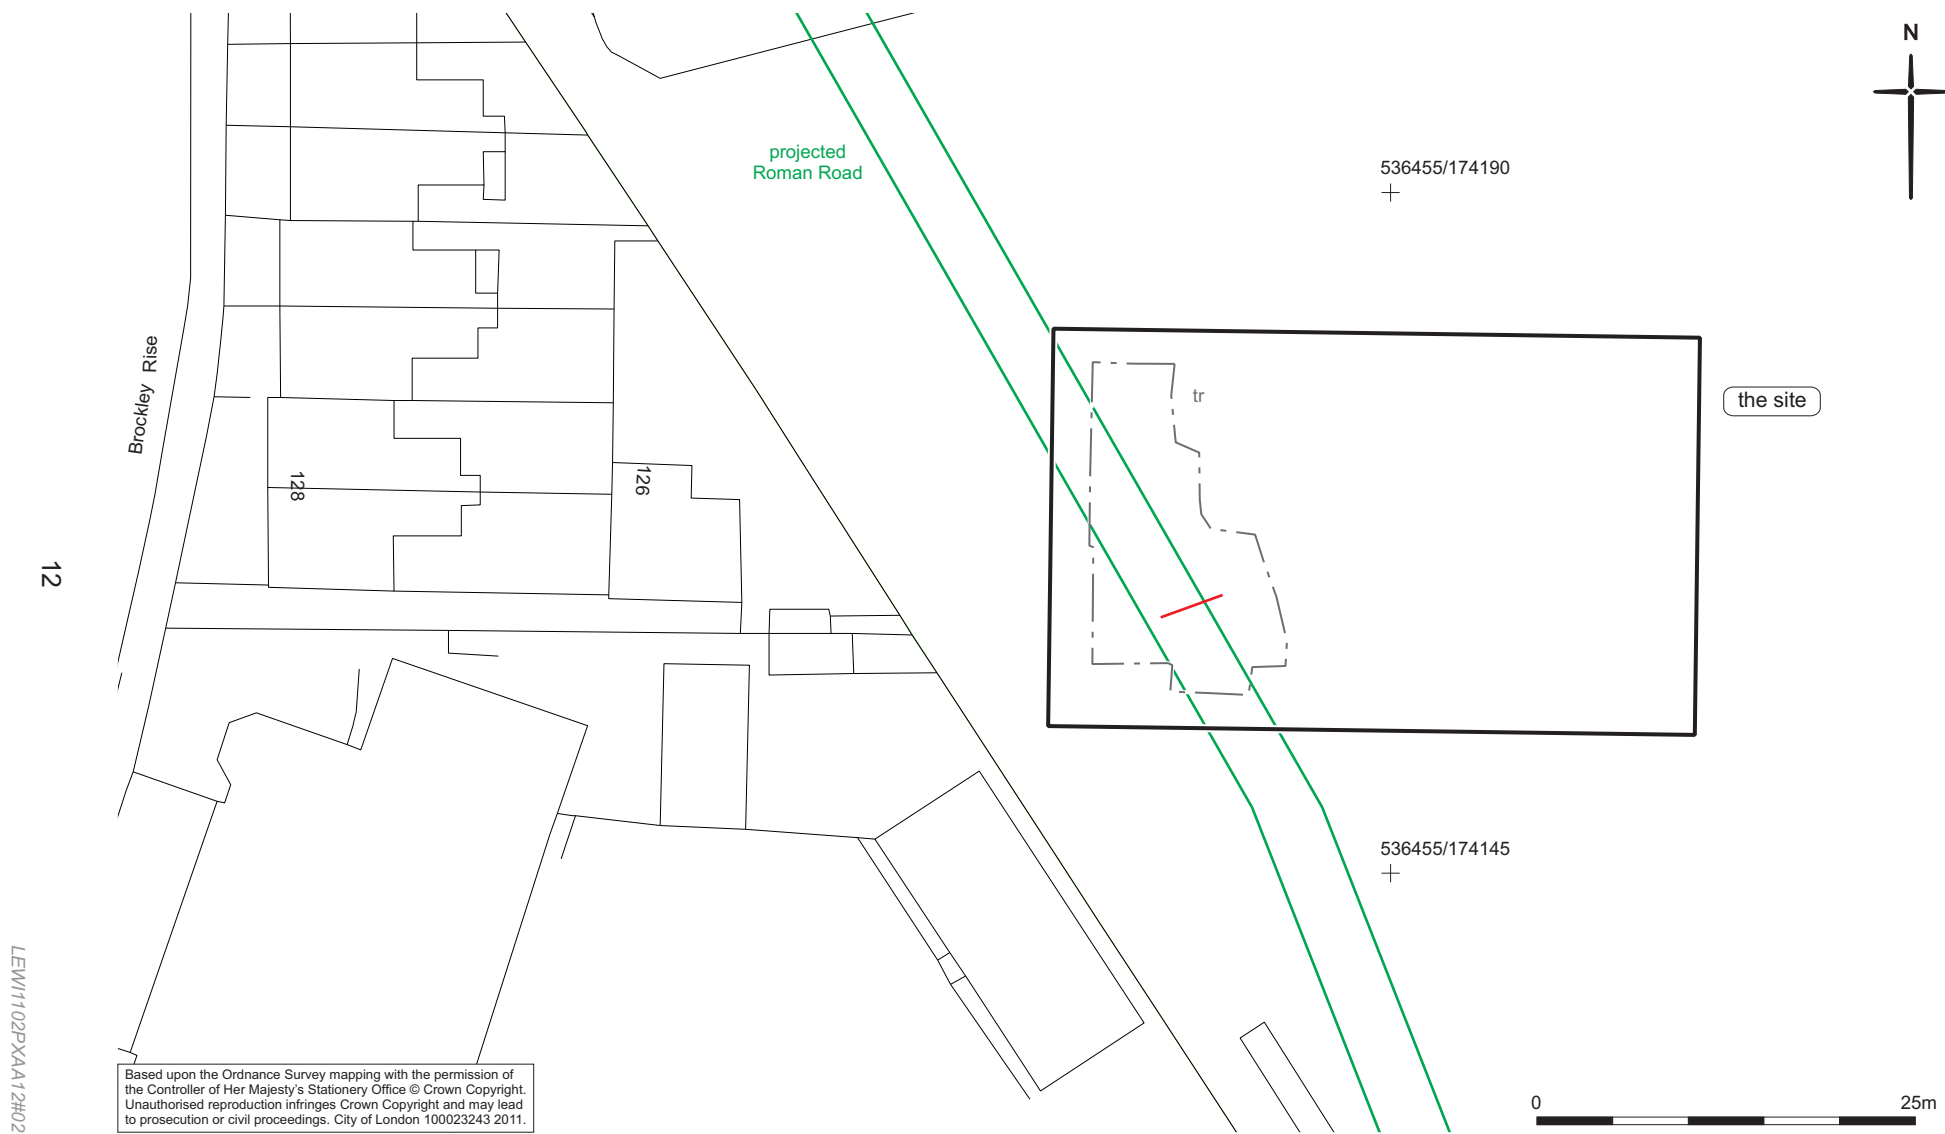 N
536455/174190
projected
Roman Road
the site
tr
Brockley Rise
128
126
12
536455/174145
LEWI1102PXAA12#02
Based upon the Ordnance Survey mapping with the permission of
the Controller of Her Majesty's Stationery Office © Crown Copyright.
Unauthorised reproduction infringes Crown Copyright and may lead
to prosecution or civil proceedings. City of London 100023243 2011.
0 25m